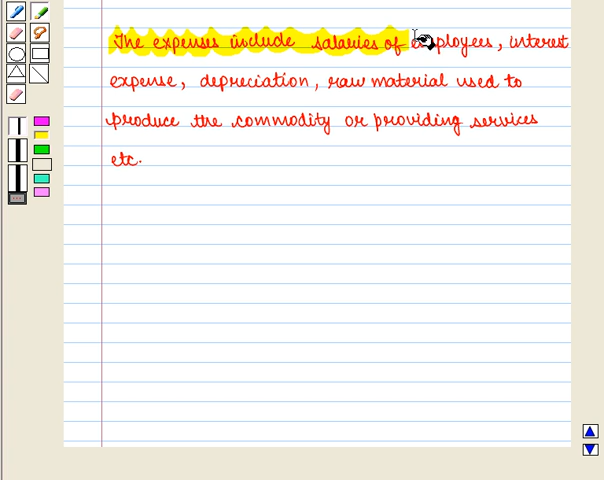 The expenses include salaries of employees, interest
expense, depreciation, raw material used to
produce the commodity or providing services
etc.